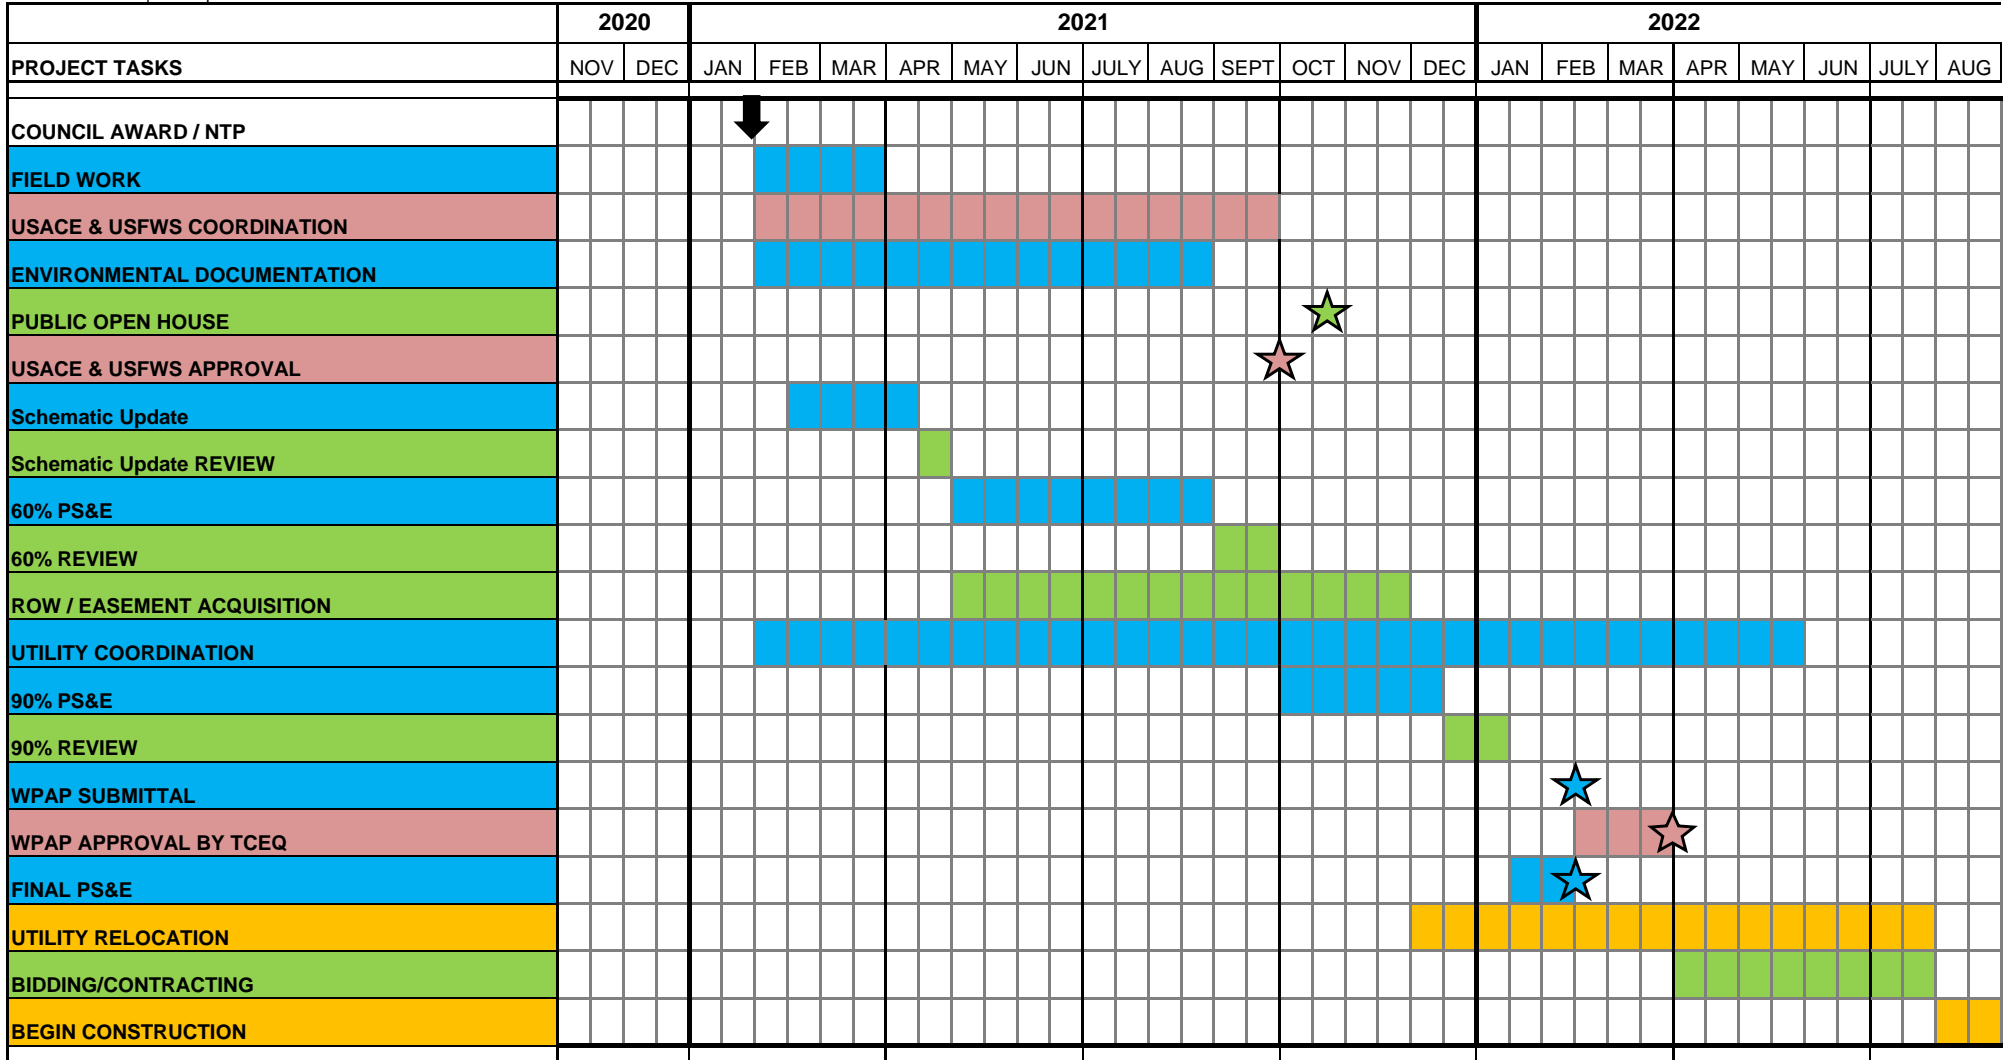 2020 2021 2022
PROJECT TASKS NOV DEC JAN FEB MAR APR MAY JUN JULY AUG SEPT OCT NOV DEC JAN FEB MAR APR MAY JUN JULY AUG
COUNCIL AWARD / NTP
FIELD WORK
USACE & USFWS COORDINATION
ENVIRONMENTAL DOCUMENTATION
PUBLIC OPEN HOUSE
USACE & USFWS APPROVAL
Schematic Update
Schematic Update REVIEW
60% PS&E
60% REVIEW
ROW / EASEMENT ACQUISITION
UTILITY COORDINATION
90% PS&E
90% REVIEW
WPAP SUBMITTAL
WPAP APPROVAL BY TCEQ
FINAL PS&E
UTILITY RELOCATION
BIDDING/CONTRACTING
BEGIN CONSTRUCTION